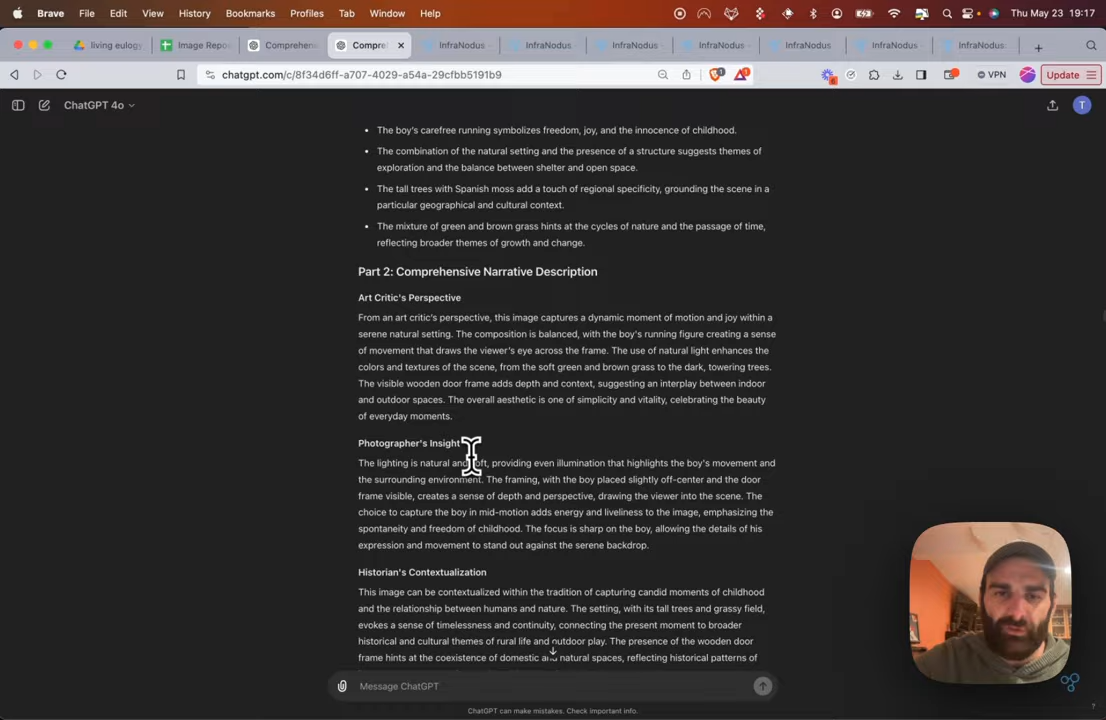 Brave File Edit View History Bookmarks Profiles Tab Window Help Thu May 23 19:17
living eulogy Image Repo Comprehens Compre InfraNodus InfraNodus InfraNodus InfraNodus InfraNodus InfraNodus InfraNodus
chatgpt.com/c/8f34d6ff-a707-4029-a54a-29cfbb5191b9 VPN Update
ChatGPT 4o T
• The boy's carefree running symbolizes freedom, joy, and the innocence of childhood.
• The combination of the natural setting and the presence of a structure suggests themes of
exploration and the balance between shelter and open space.
• The tall trees with Spanish moss add a touch of regional specificity, grounding the scene in a
particular geographical and cultural context.
• The mixture of green and brown grass hints at the cycles of nature and the passage of time,
reflecting broader themes of growth and change.
Part 2: Comprehensive Narrative Description
Art Critic's Perspective
From an art critic's perspective, this image captures a dynamic moment of motion and joy within a
serene natural setting. The composition is balanced, with the boy's running figure creating a sense
of movement that draws the viewer's eye across the frame. The use of natural light enhances the
colors and textures of the scene, from the soft green and brown grass to the dark, towering trees.
The visible wooden door frame adds depth and context, suggesting an interplay between indoor
and outdoor spaces. The overall aesthetic is one of simplicity and vitality, celebrating the beauty
of everyday moments.
Photographer's Insight
The lighting is natural and soft, providing even illumination that highlights the boy's movement and
the surrounding environment. The framing, with the boy placed slightly off-center and the door
frame visible, creates a sense of depth and perspective, drawing the viewer into the scene. The
choice to capture the boy in mid-motion adds energy and liveliness to the image, emphasizing the
spontaneity and freedom of childhood. The focus is sharp on the boy, allowing the details of his
expression and movement to stand out against the serene backdrop.
Historian's Contextualization
This image can be contextualized within the tradition of capturing candid moments of childhood
and the relationship between humans and nature. The setting, with its tall trees and grassy field,
evokes a sense of timelessness and continuity, connecting the present moment to broader
historical and cultural themes of rural life and outdoor play. The presence of the wooden door
frame hints at the coexistence of domestic and natural spaces, reflecting historical patterns of
Message ChatGPT
ChatGPT can make mistakes. Check important info.
?